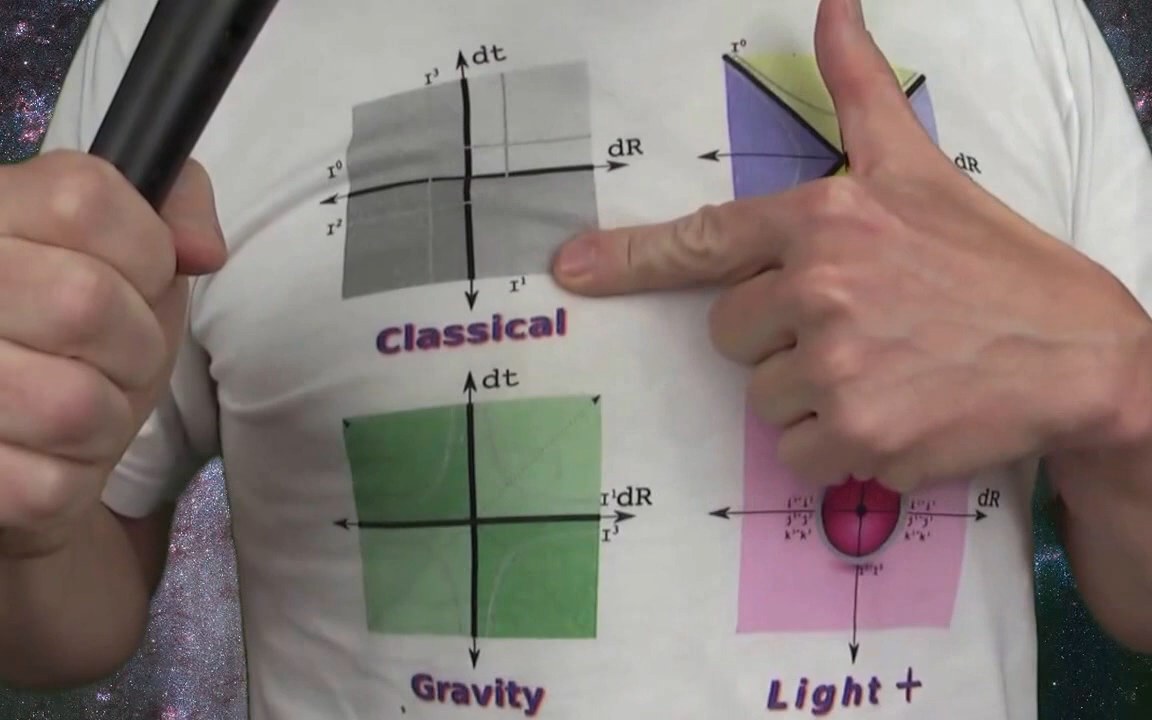 dt
I³
I⁰
dR
I⁰
dR
I²
I¹
Classical
dt
I¹dR
I³
dR
Gravity
Light +